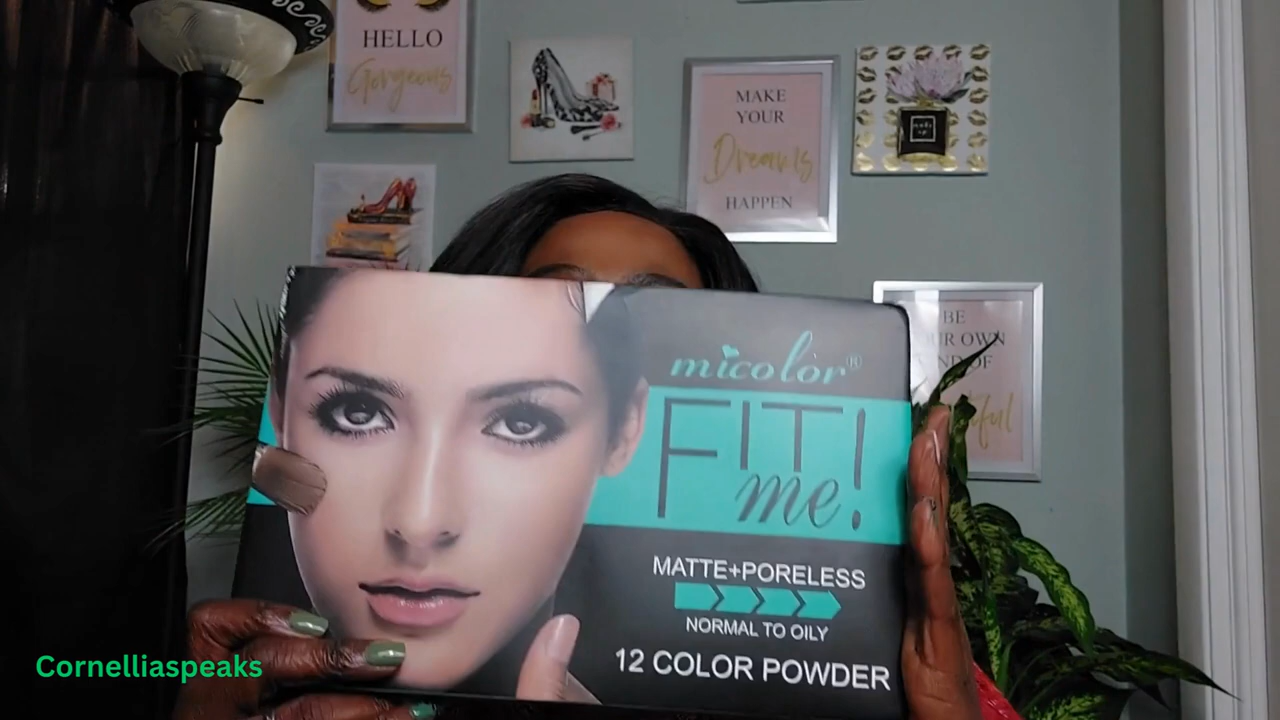 HELLO
Gorgeous
MAKE
YOUR
Dreams
HAPPEN
BE
OWN
OF
micolor®
FIT!
me!
MATTE+PORELESS
NORMAL TO OILY
12 COLOR POWDER
Cornelliaspeaks